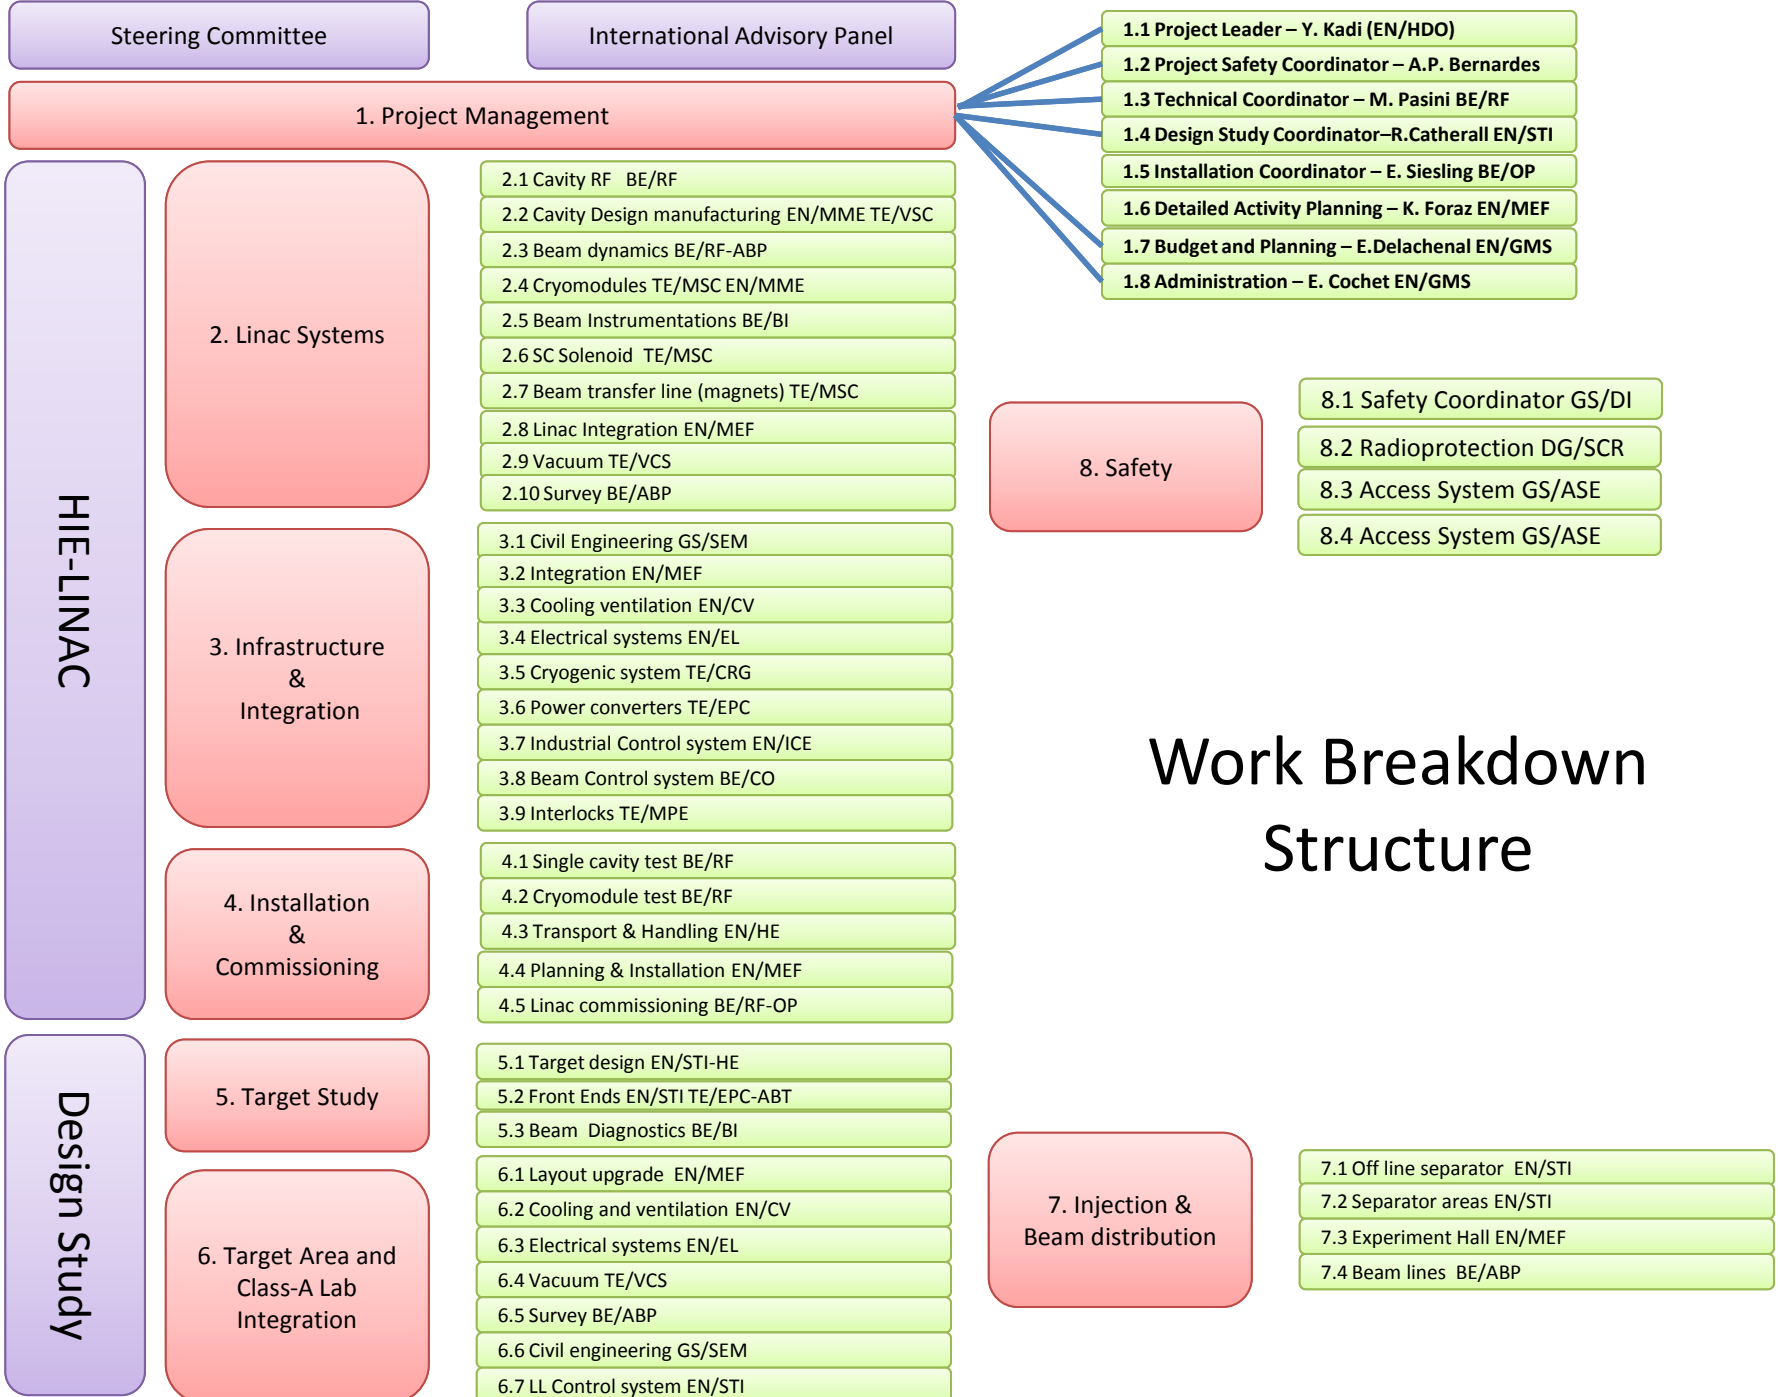 Steering Committee
International Advisory Panel
1. Project Management
1.1 Project Leader – Y. Kadi (EN/HDO)
1.2 Project Safety Coordinator – A.P. Bernardes
1.3 Technical Coordinator – M. Pasini BE/RF
1.4 Design Study Coordinator–R.Catherall EN/STI
1.5 Installation Coordinator – E. Siesling BE/OP
1.6 Detailed Activity Planning – K. Foraz EN/MEF
1.7 Budget and Planning – E.Delachenal EN/GMS
1.8 Administration – E. Cochet EN/GMS
HIE-LINAC
2. Linac Systems
2.1 Cavity RF BE/RF
2.2 Cavity Design manufacturing EN/MME TE/VSC
2.3 Beam dynamics BE/RF-ABP
2.4 Cryomodules TE/MSC EN/MME
2.5 Beam Instrumentations BE/BI
2.6 SC Solenoid TE/MSC
2.7 Beam transfer line (magnets) TE/MSC
2.8 Linac Integration EN/MEF
2.9 Vacuum TE/VCS
2.10 Survey BE/ABP
3. Infrastructure
&
Integration
3.1 Civil Engineering GS/SEM
3.2 Integration EN/MEF
3.3 Cooling ventilation EN/CV
3.4 Electrical systems EN/EL
3.5 Cryogenic system TE/CRG
3.6 Power converters TE/EPC
3.7 Industrial Control system EN/ICE
3.8 Beam Control system BE/CO
3.9 Interlocks TE/MPE
4. Installation
&
Commissioning
4.1 Single cavity test BE/RF
4.2 Cryomodule test BE/RF
4.3 Transport & Handling EN/HE
4.4 Planning & Installation EN/MEF
4.5 Linac commissioning BE/RF-OP
8. Safety
8.1 Safety Coordinator GS/DI
8.2 Radioprotection DG/SCR
8.3 Access System GS/ASE
8.4 Access System GS/ASE
Work Breakdown
Structure
Design Study
5. Target Study
5.1 Target design EN/STI-HE
5.2 Front Ends EN/STI TE/EPC-ABT
5.3 Beam Diagnostics BE/BI
6. Target Area and
Class-A Lab
Integration
6.1 Layout upgrade EN/MEF
6.2 Cooling and ventilation EN/CV
6.3 Electrical systems EN/EL
6.4 Vacuum TE/VCS
6.5 Survey BE/ABP
6.6 Civil engineering GS/SEM
6.7 LL Control system EN/STI
7. Injection &
Beam distribution
7.1 Off line separator EN/STI
7.2 Separator areas EN/STI
7.3 Experiment Hall EN/MEF
7.4 Beam lines BE/ABP